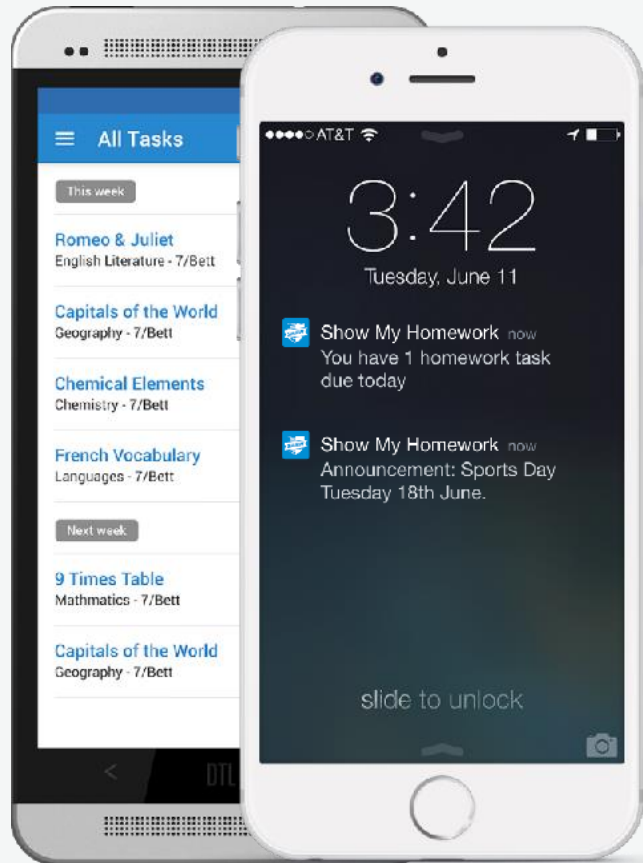 All Tasks
This week
Romeo & Juliet
English Literature - 7/Bett
Capitals of the World
Geography - 7/Bett
Chemical Elements
Chemistry - 7/Bett
French Vocabulary
Languages - 7/Bett
Next week
9 Times Table
Mathmatics - 7/Bett
Capitals of the World
Geography - 7/Bett
AT&T
3:42
Tuesday, June 11
Show My Homework now
You have 1 homework task
due today
Show My Homework now
Announcement: Sports Day
Tuesday 18th June.
slide to unlock